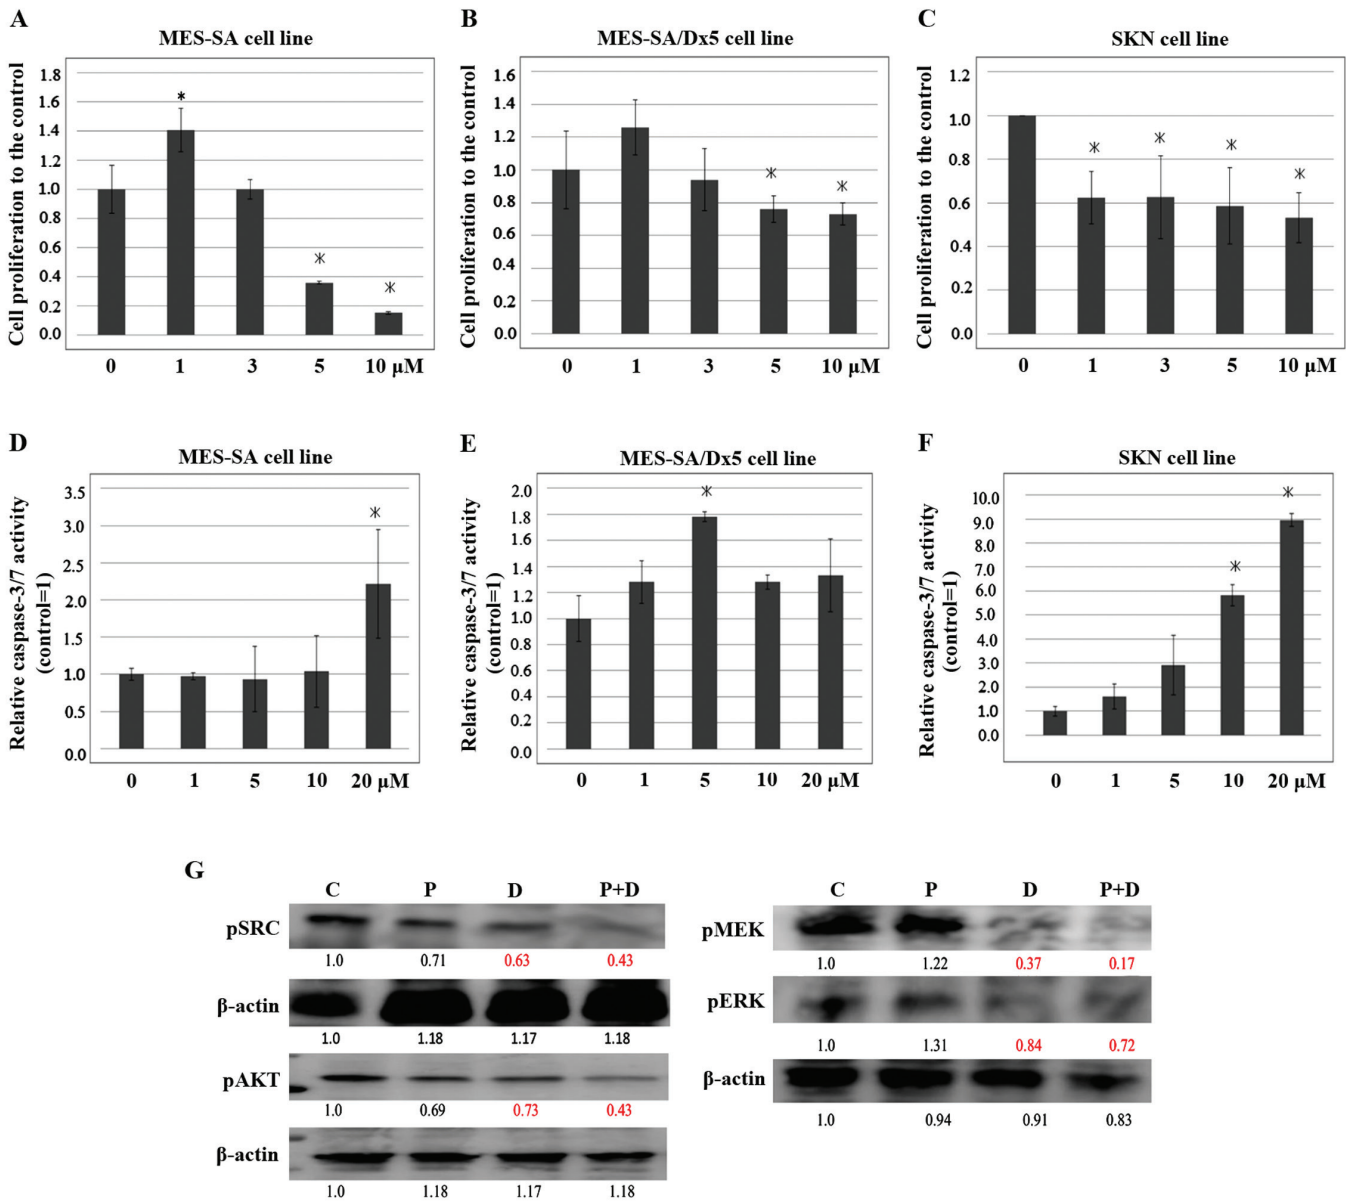 A
MES-SA cell line
Cell proliferation to the control
1.8
1.6
1.4
1.2
1.0
0.8
0.6
0.4
0.2
0.0
*
*
*
0 1 3 5 10 µM
B
MES-SA/Dx5 cell line
Cell proliferation to the control
1.6
1.4
1.2
1.0
0.8
0.6
0.4
0.2
0.0
*
*
0 1 3 5 10 µM
C
SKN cell line
Cell proliferation to the control
1.2
1.0
0.8
0.6
0.4
0.2
0.0
*
*
*
*
0 1 3 5 10 µM
D
MES-SA cell line
Relative caspase-3/7 activity
(control=1)
3.5
3.0
2.5
2.0
1.5
1.0
0.5
0.0
*
0 1 5 10 20 µM
E
MES-SA/Dx5 cell line
Relative caspase-3/7 activity
(control=1)
2.0
1.8
1.6
1.4
1.2
1.0
0.8
0.6
0.4
0.2
0.0
*
0 1 5 10 20 µM
F
SKN cell line
Relative caspase-3/7 activity
(control=1)
10.0
9.0
7.0
6.0
5.0
4.0
3.0
2.0
1.0
0.0
*
*
0 1 5 10 20 µM
G
C P D P+D
pSRC
1.0 0.71 0.63 0.43
β-actin
1.0 1.18 1.17 1.18
pAKT
1.0 0.69 0.73 0.43
β-actin
1.0 1.18 1.17 1.18
C P D P+D
pMEK
1.0 1.22 0.37 0.17
pERK
1.0 1.31 0.84 0.72
β-actin
1.0 0.94 0.91 0.83